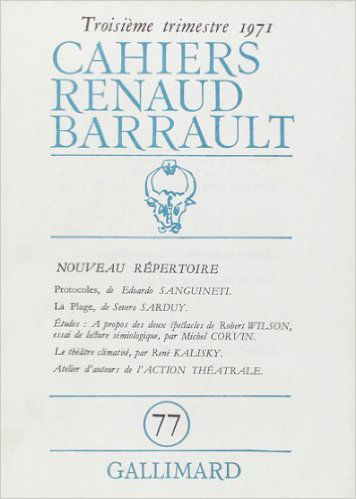 Troisième trimestre 1971
CAHIERS
RENAUD
BARRAULT
NOUVEAU RÉPERTOIRE
Protocoles, de Edoardo SANGUINETI.
La Plage, de Severo SARDUY.
Études : A propos des deux spectacles de Robert WILSON,
essai de lecture sémiologique, par Michel CORVIN.
Le théâtre climatisé, par René KALISKY.
Atelier d'auteurs de l'ACTION THÉATRALE.
77
GALLIMARD